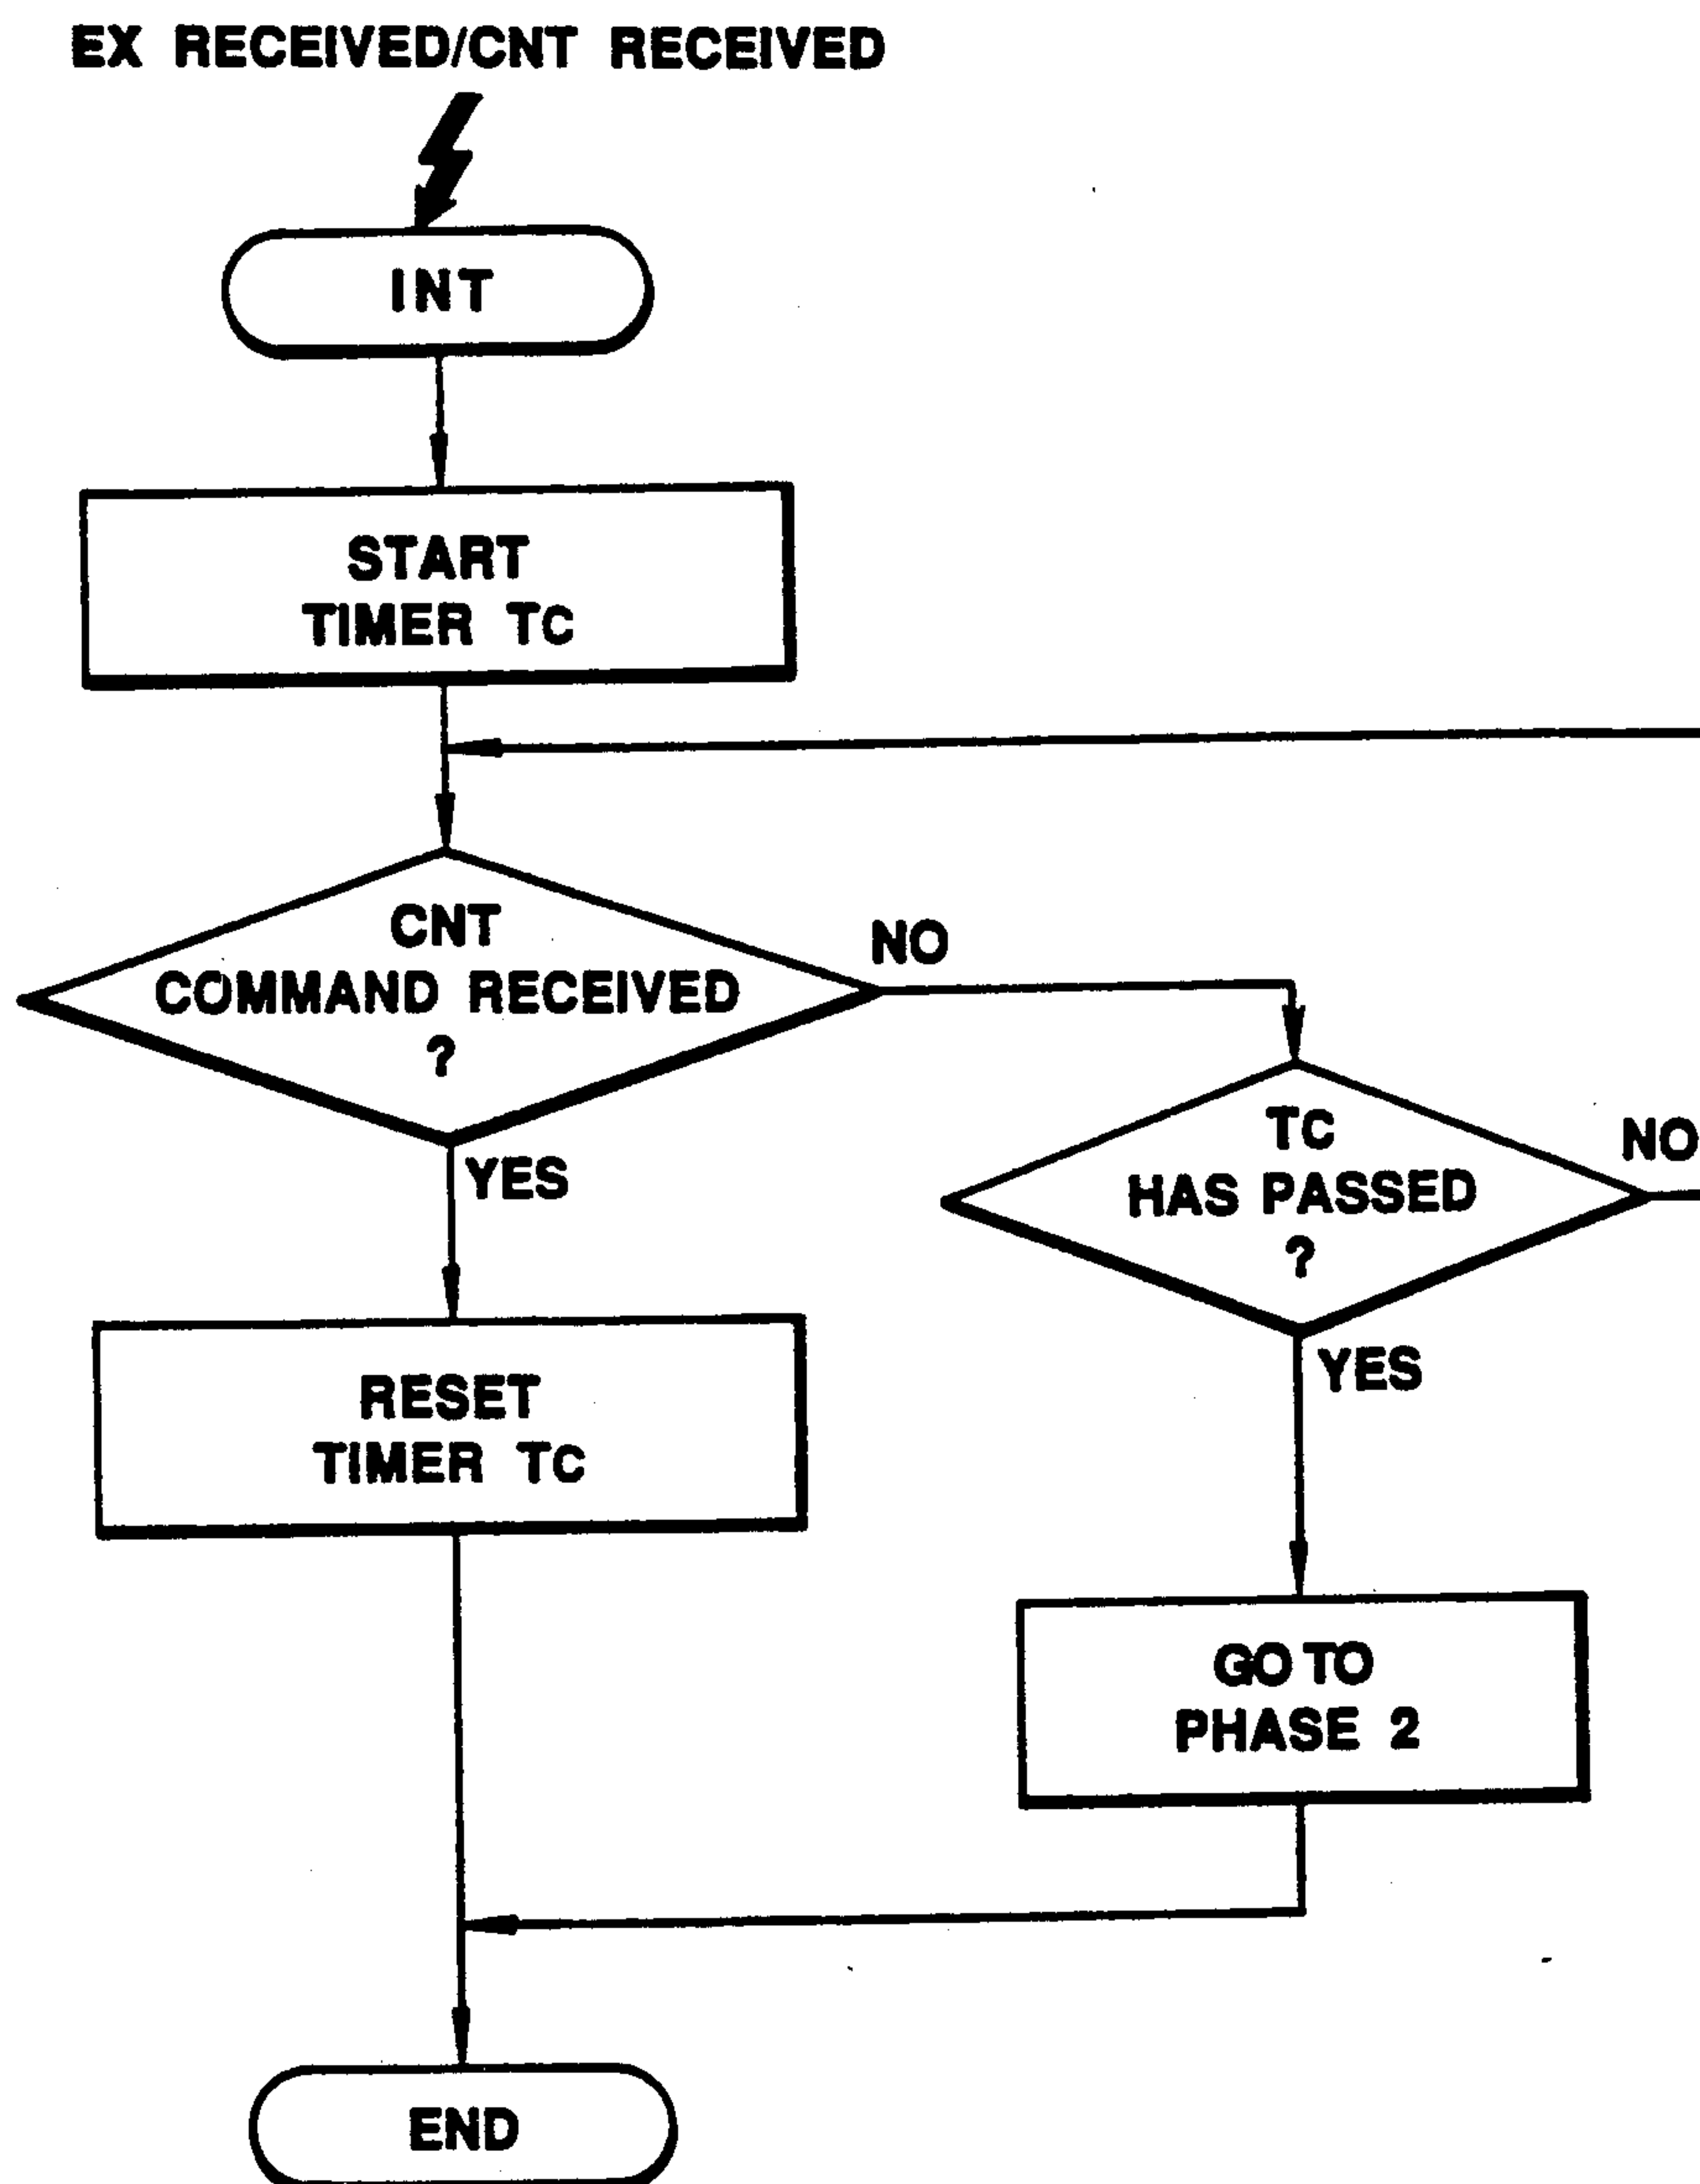 EX RECEIVED/CNT RECEIVED
INT
START
TIMER TC
CNT
COMMAND RECEIVED
?
NO
YES
TC
HAS PASSED
?
NO
YES
RESET
TIMER TC
GO TO
PHASE 2
END